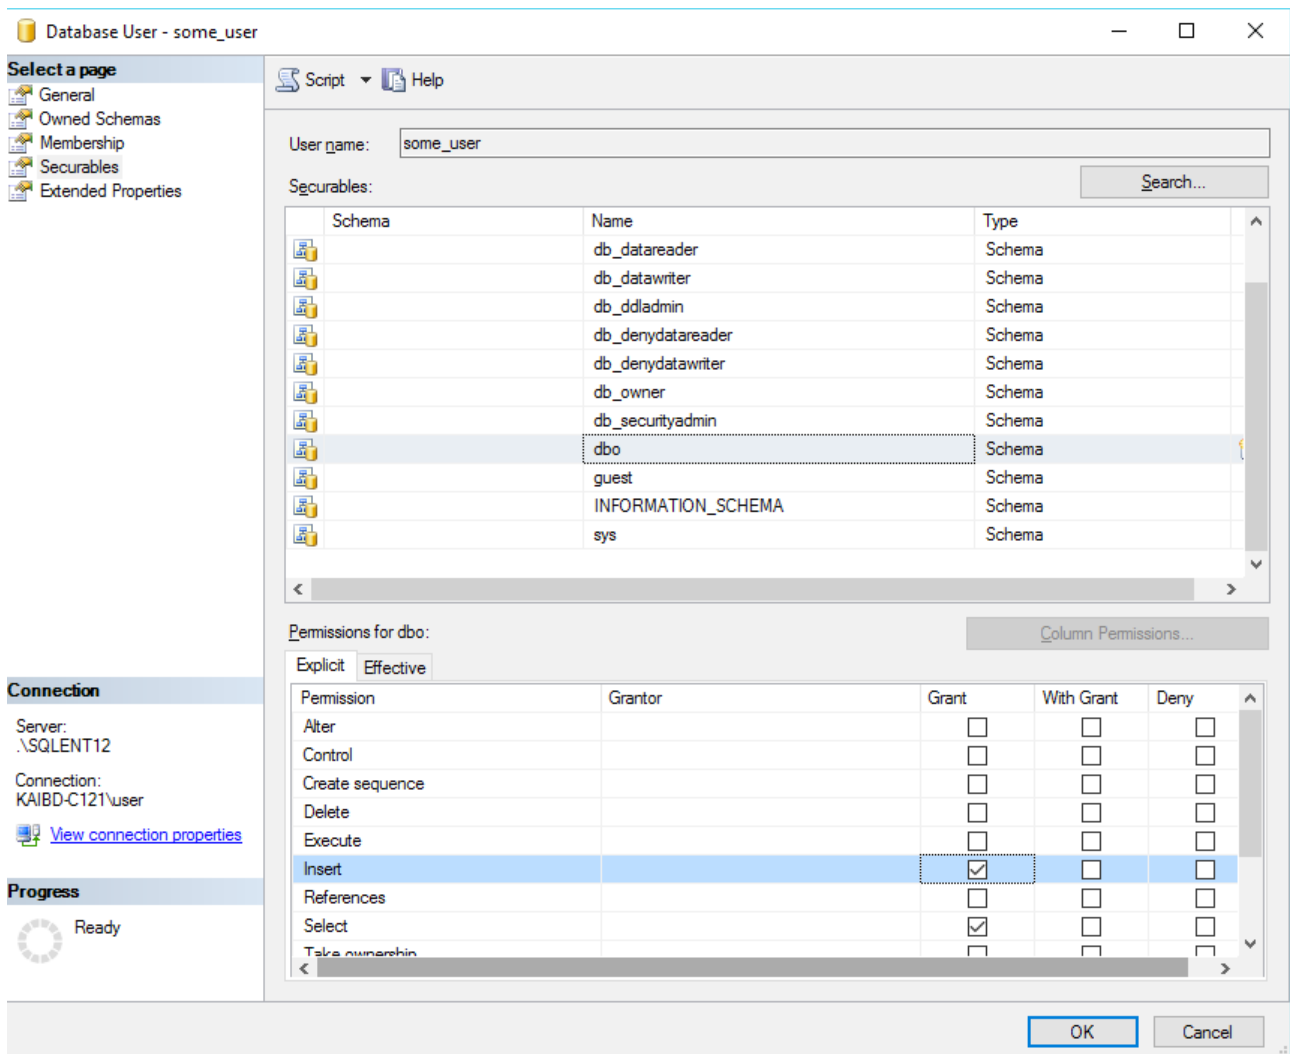 Database User - some_user
Select a page
General
Owned Schemas
Membership
Securables
Extended Properties
Script Help
User name: some_user
Securables: Search...
Schema Name Type
db_datareader Schema
db_datawriter Schema
db_ddladmin Schema
db_denydatareader Schema
db_denydatawriter Schema
db_owner Schema
db_securityadmin Schema
dbo Schema
guest Schema
INFORMATION_SCHEMA Schema
sys Schema
Permissions for dbo: Column Permissions...
Explicit Effective
Permission Grantor Grant With Grant Deny
Alter
Control
Create sequence
Delete
Execute
Insert
References
Select
Take ownership
Connection
Server:
.\SQLENT12
Connection:
KAIBD-C121\user
View connection properties
Progress
Ready
OK Cancel